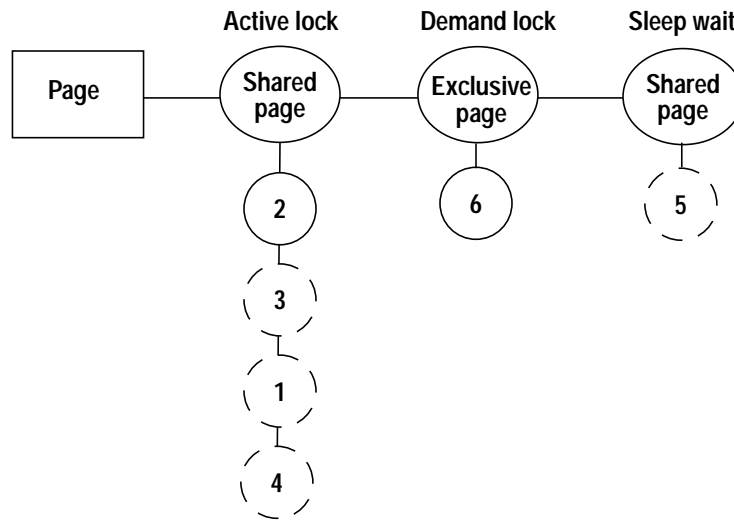 Active lock
Demand lock
Sleep wait
Page
Shared
page
Exclusive
page
Shared
page
2
6
5
3
1
4